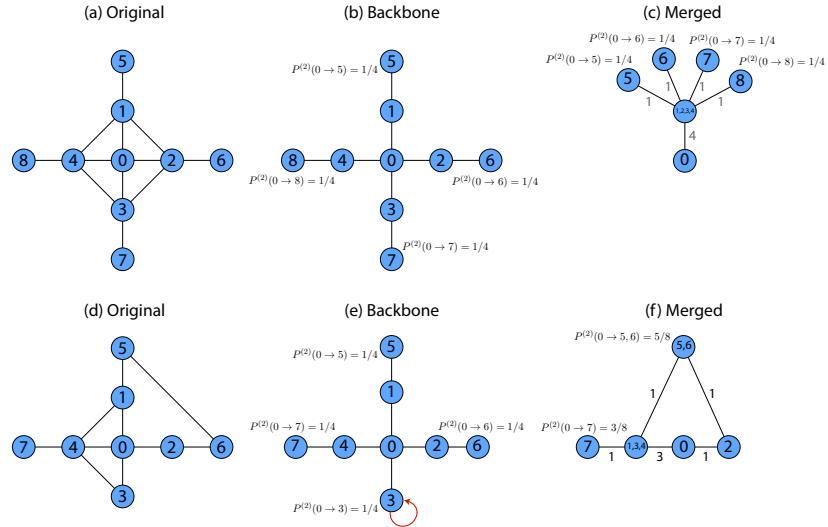 (a) Original
(b) Backbone
(c) Merged
5
1
8
4
0
2
6
3
7
P⁽²⁾(0 → 5) = 1/4
5
1
8
4
0
2
6
P⁽²⁾(0 → 8) = 1/4
P⁽²⁾(0 → 6) = 1/4
3
P⁽²⁾(0 → 7) = 1/4
7
P⁽²⁾(0 → 6) = 1/4
P⁽²⁾(0 → 7) = 1/4
P⁽²⁾(0 → 5) = 1/4
P⁽²⁾(0 → 8) = 1/4
6
7
5
8
1
1
1
1
1,2,3,4
4
0
(d) Original
(e) Backbone
(f) Merged
5
1
7
4
0
2
6
3
5
P⁽²⁾(0 → 5) = 1/4
1
P⁽²⁾(0 → 7) = 1/4
P⁽²⁾(0 → 6) = 1/4
7
4
0
2
6
P⁽²⁾(0 → 3) = 1/4
3
P⁽²⁾(0 → 5, 6) = 5/8
5,6
1
1
P⁽²⁾(0 → 7) = 3/8
7
1,3,4
0
2
1
3
1